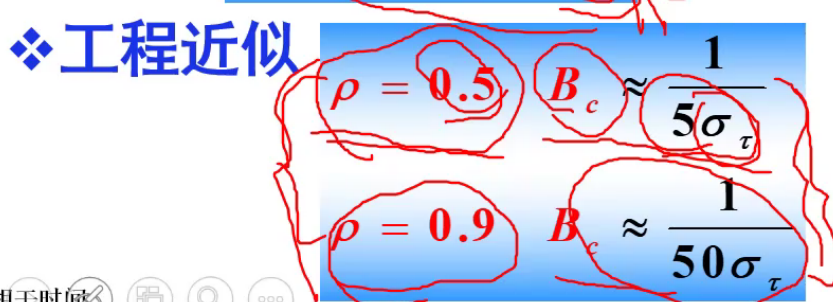 ❖工程近似
ρ = 0.5 B_c ≈ 1/(5σ_τ)
ρ = 0.9 B_c ≈ 1/(50σ_τ)